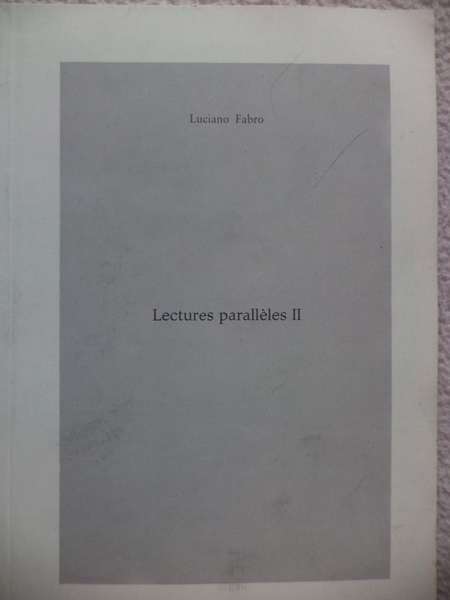 Luciano Fabro
Lectures parallèles II